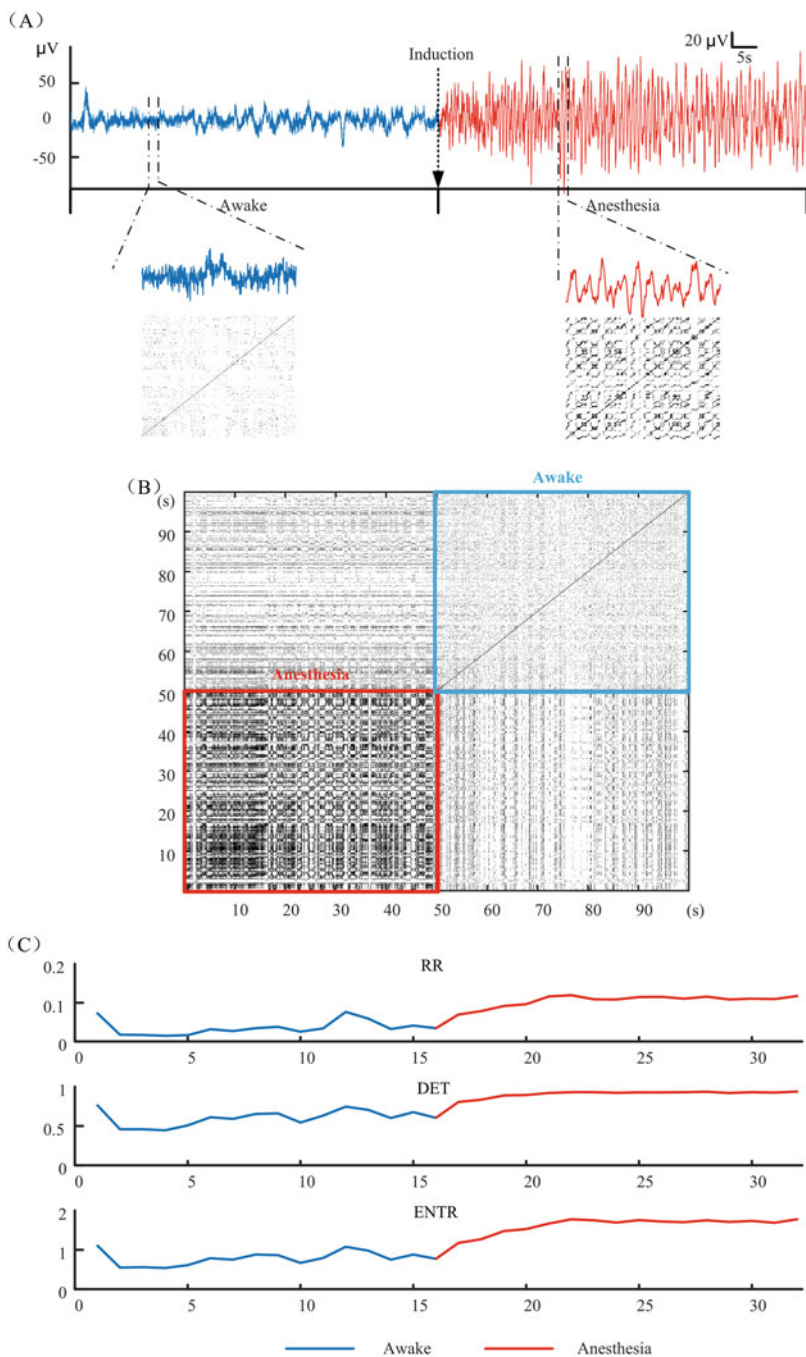 （A）
μV
20 μV
5s
Induction
50
0
-50
Awake
Anesthesia
（B）
Awake
(s)
90
80
70
60
Anesthesia
50
40
30
20
10
10 20 30 40 50 60 70 80 90 (s)
（C）
RR
0.2
0.1
0
0 5 10 15 20 25 30
DET
1
0.5
0
0 5 10 15 20 25 30
ENTR
2
1
0
0 5 10 15 20 25 30
Awake Anesthesia